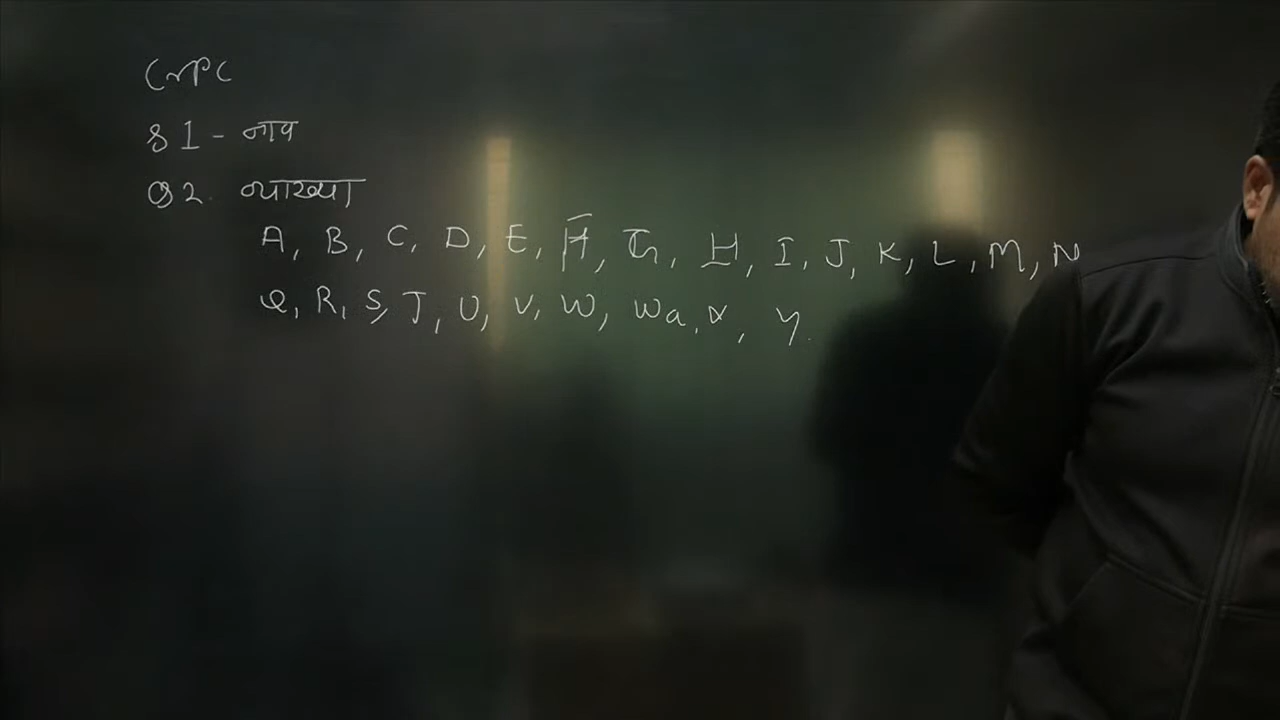 CrPC
§ 1 - नाव
§ 2. व्याख्या
A, B, C, D, E, F, G, H, I, J, K, L, M, N
Q, R, S, T, U, V, W, Wa, X, Y.